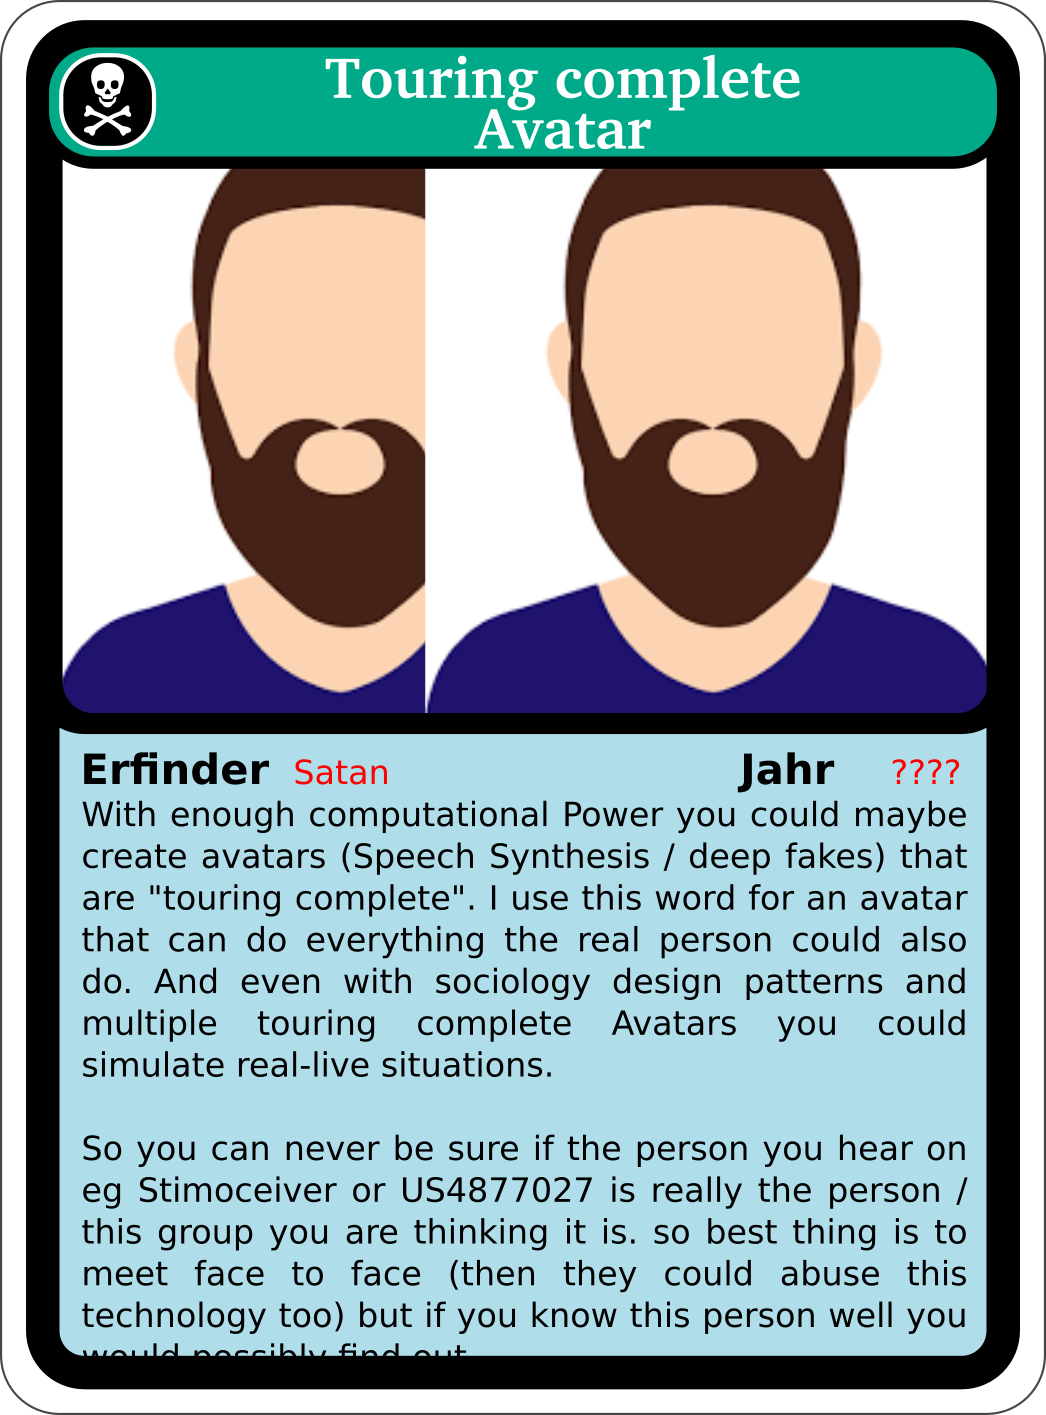 Touring complete
Avatar
Erfinder Satan Jahr ????
With enough computational Power you could maybe
create avatars (Speech Synthesis / deep fakes) that
are "touring complete". I use this word for an avatar
that can do everything the real person could also
do. And even with sociology design patterns and
multiple touring complete Avatars you could
simulate real-live situations.
So you can never be sure if the person you hear on
eg Stimoceiver or US4877027 is really the person /
this group you are thinking it is. so best thing is to
meet face to face (then they could abuse this
technology too) but if you know this person well you
would possibly find out